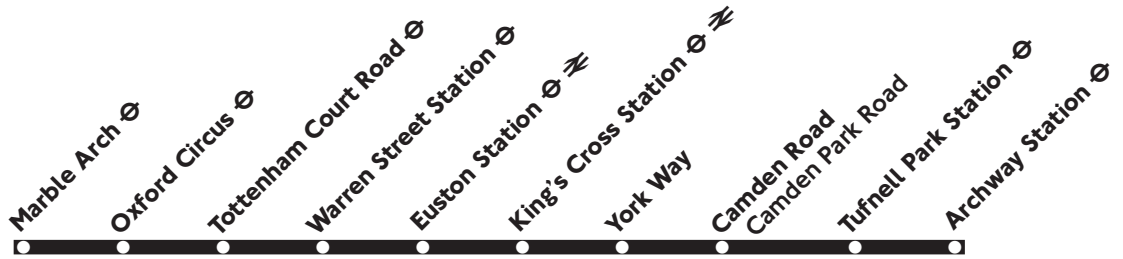 Marble Arch
Oxford Circus
Tottenham Court Road
Warren Street Station
Euston Station
King's Cross Station
York Way
Camden Road
Camden Park Road
Tufnell Park Station
Archway Station